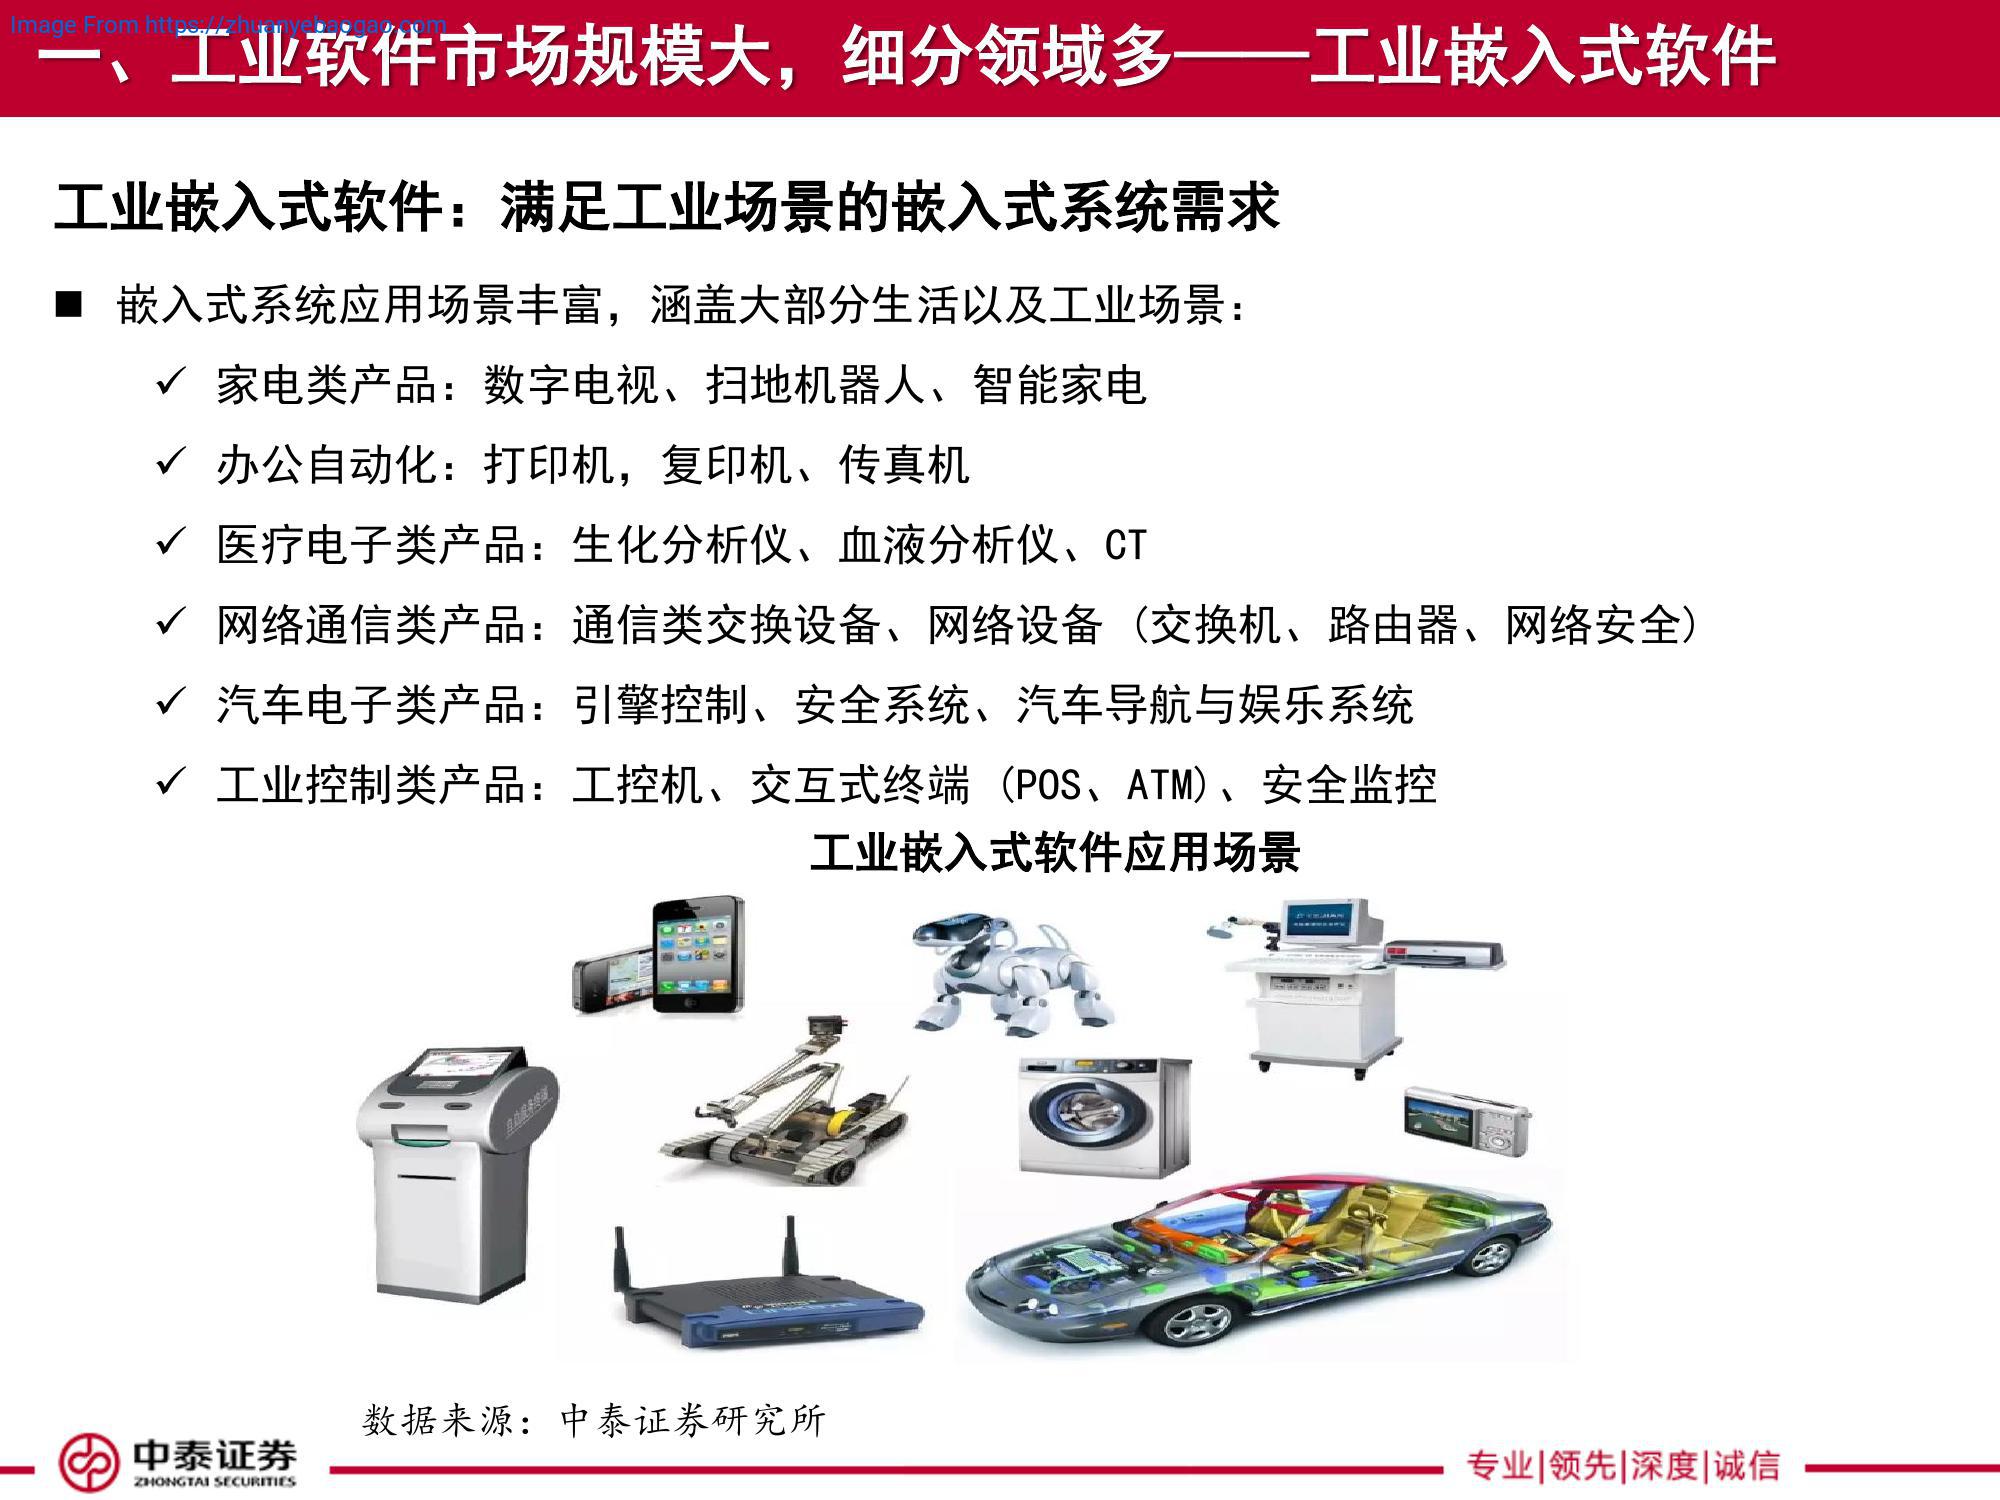 Image From https://zhuanyebaogao.com
一、工业软件市场规模大，细分领域多——工业嵌入式软件
工业嵌入式软件：满足工业场景的嵌入式系统需求
■ 嵌入式系统应用场景丰富，涵盖大部分生活以及工业场景：
✓ 家电类产品：数字电视、扫地机器人、智能家电
✓ 办公自动化：打印机，复印机、传真机
✓ 医疗电子类产品：生化分析仪、血液分析仪、CT
✓ 网络通信类产品：通信类交换设备、网络设备（交换机、路由器、网络安全）
✓ 汽车电子类产品：引擎控制、安全系统、汽车导航与娱乐系统
✓ 工业控制类产品：工控机、交互式终端（POS、ATM）、安全监控
工业嵌入式软件应用场景
自助服务终端
数据来源：中泰证券研究所
中泰证券
ZHONGTAI SECURITIES
专业|领先|深度|诚信